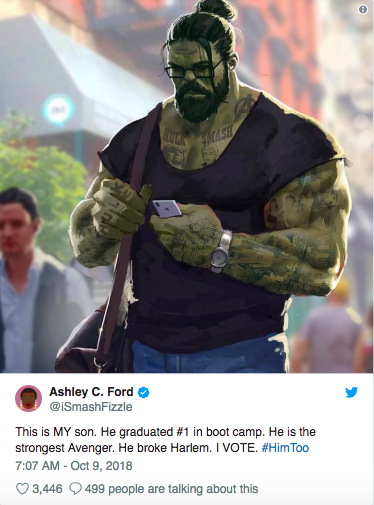 HULK SMASH
Ashley C. Ford
@iSmashFizzle
This is MY son. He graduated #1 in boot camp. He is the
strongest Avenger. He broke Harlem. I VOTE. #HimToo
7:07 AM - Oct 9, 2018
3,446 499 people are talking about this